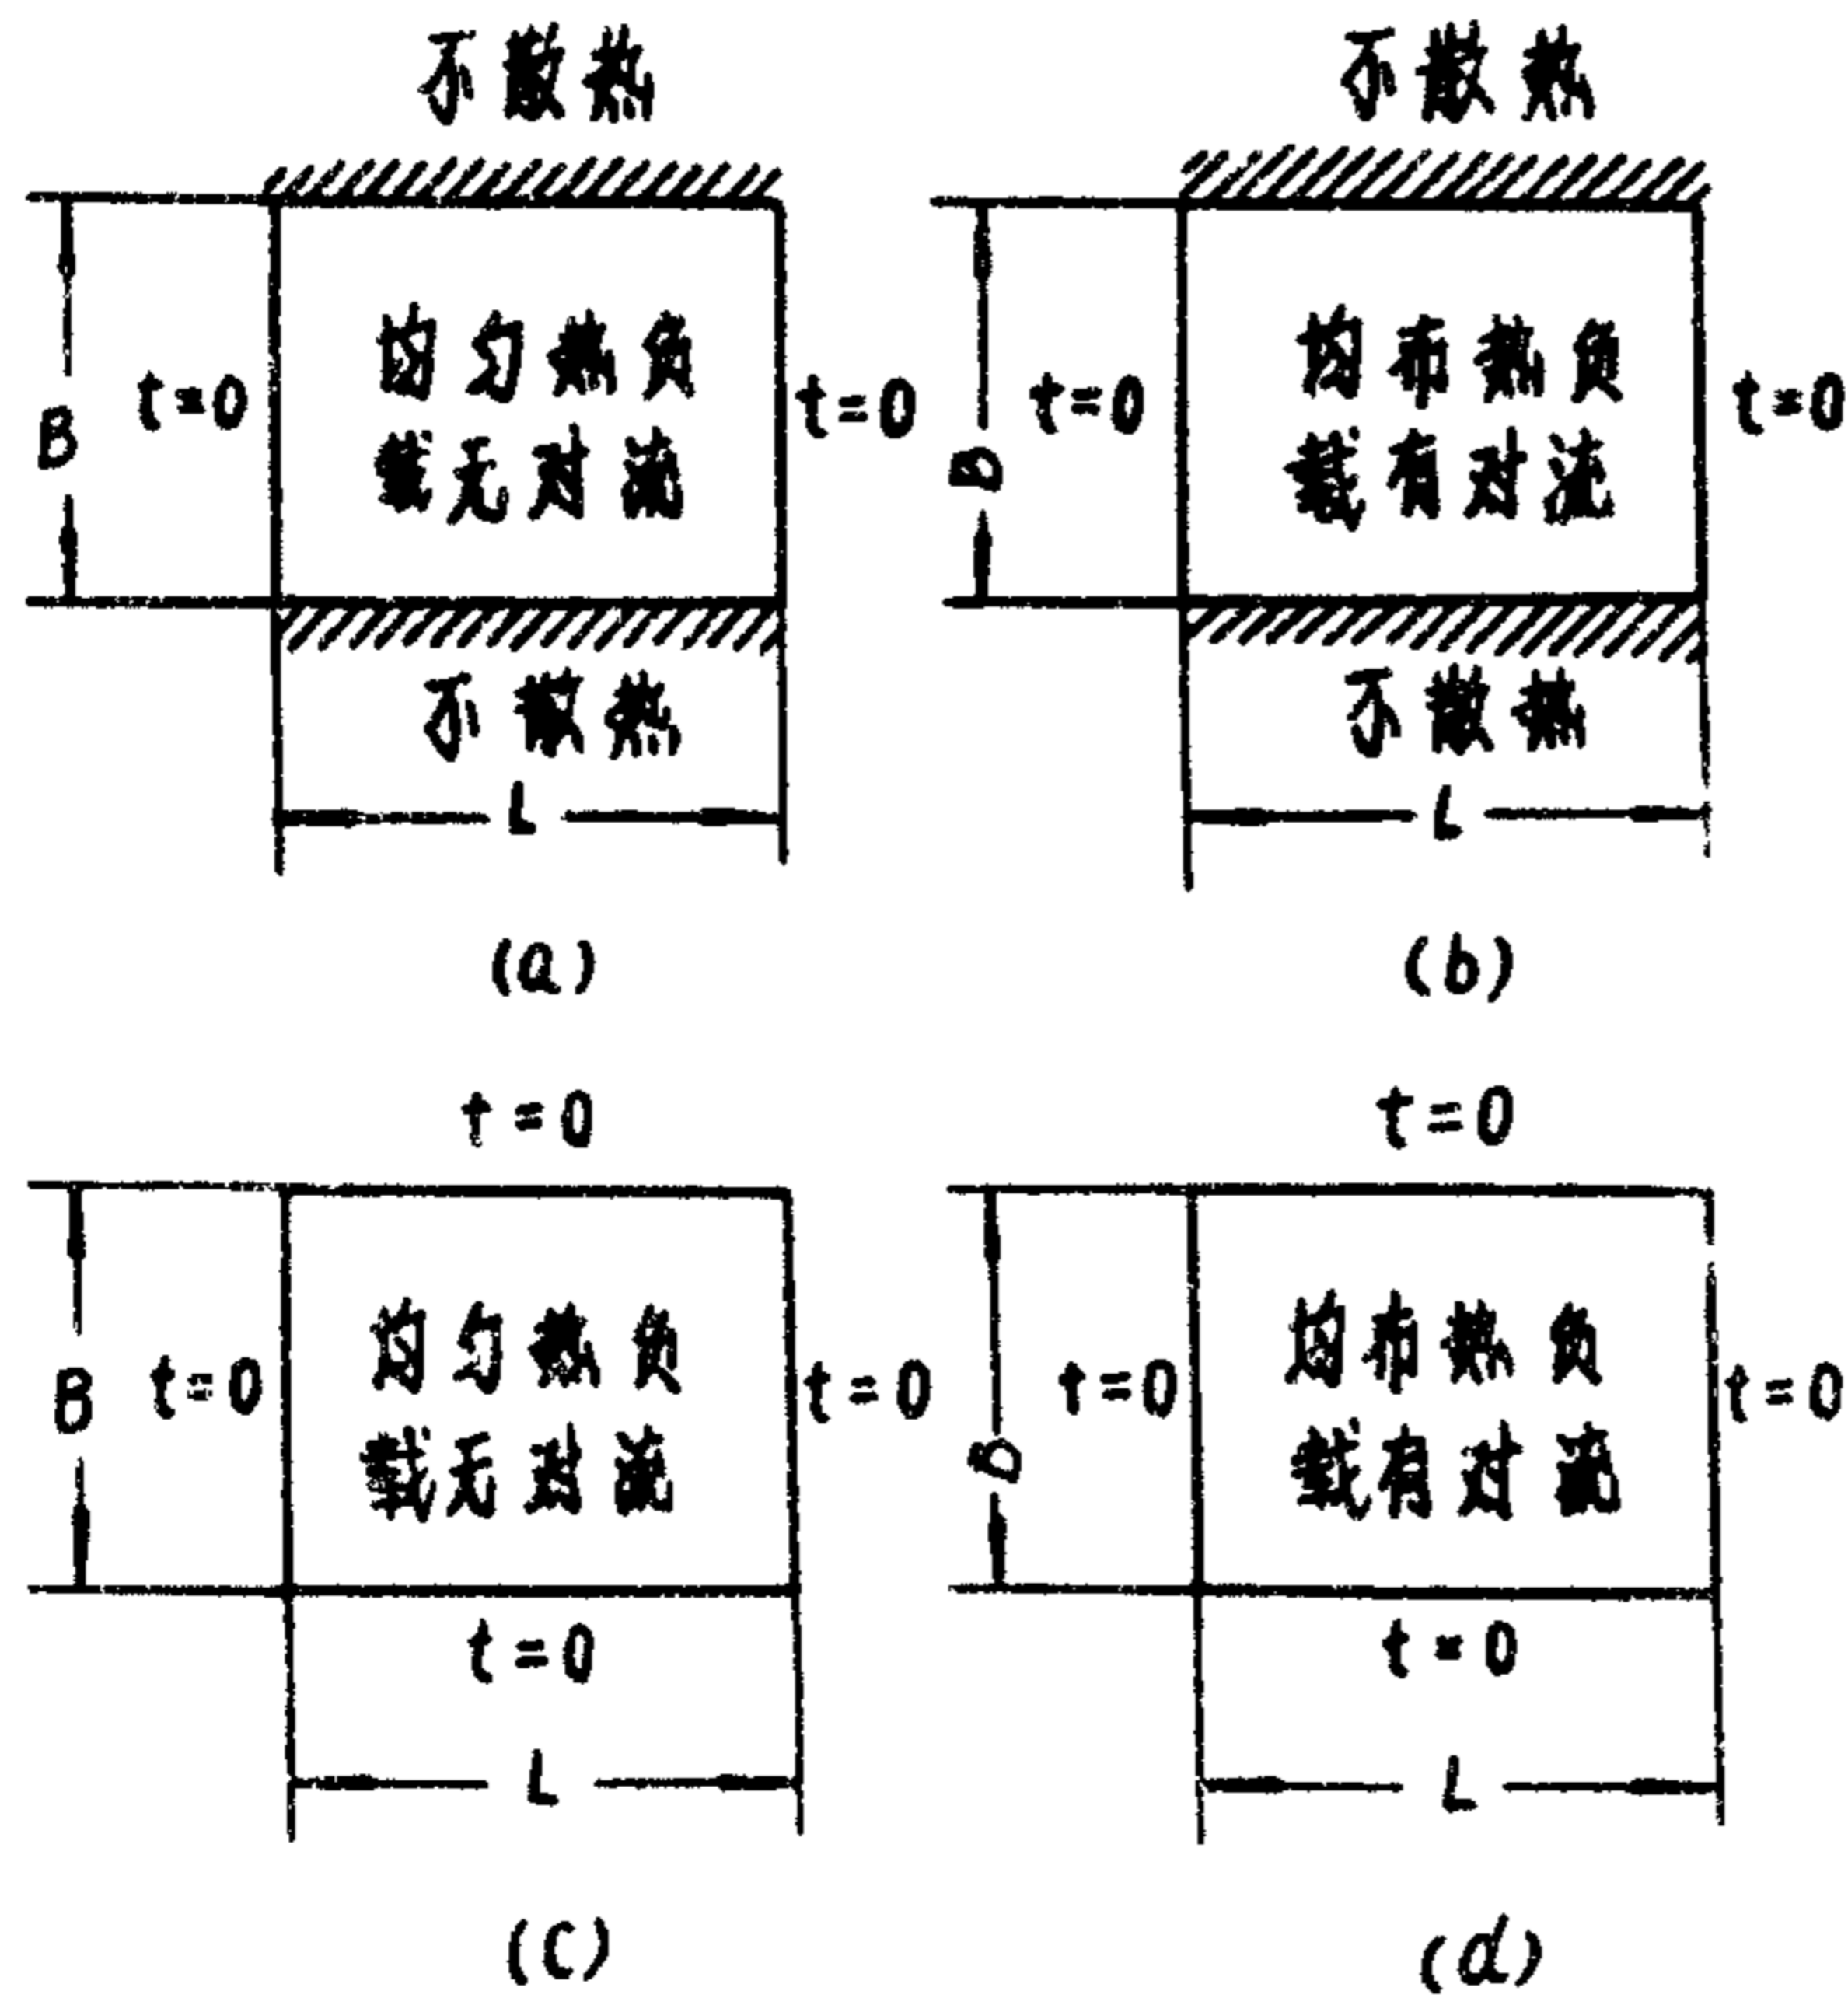 不散热
不散热
B
t=0
均匀热负
载无对流
t=0
不散热
L
(a)
B
t=0
均布热负
载有对流
t=0
不散热
L
(b)
t=0
B
t=0
均匀热负
载无对流
t=0
t=0
L
(c)
t=0
B
t=0
均布热负
载有对流
t=0
t=0
L
(d)